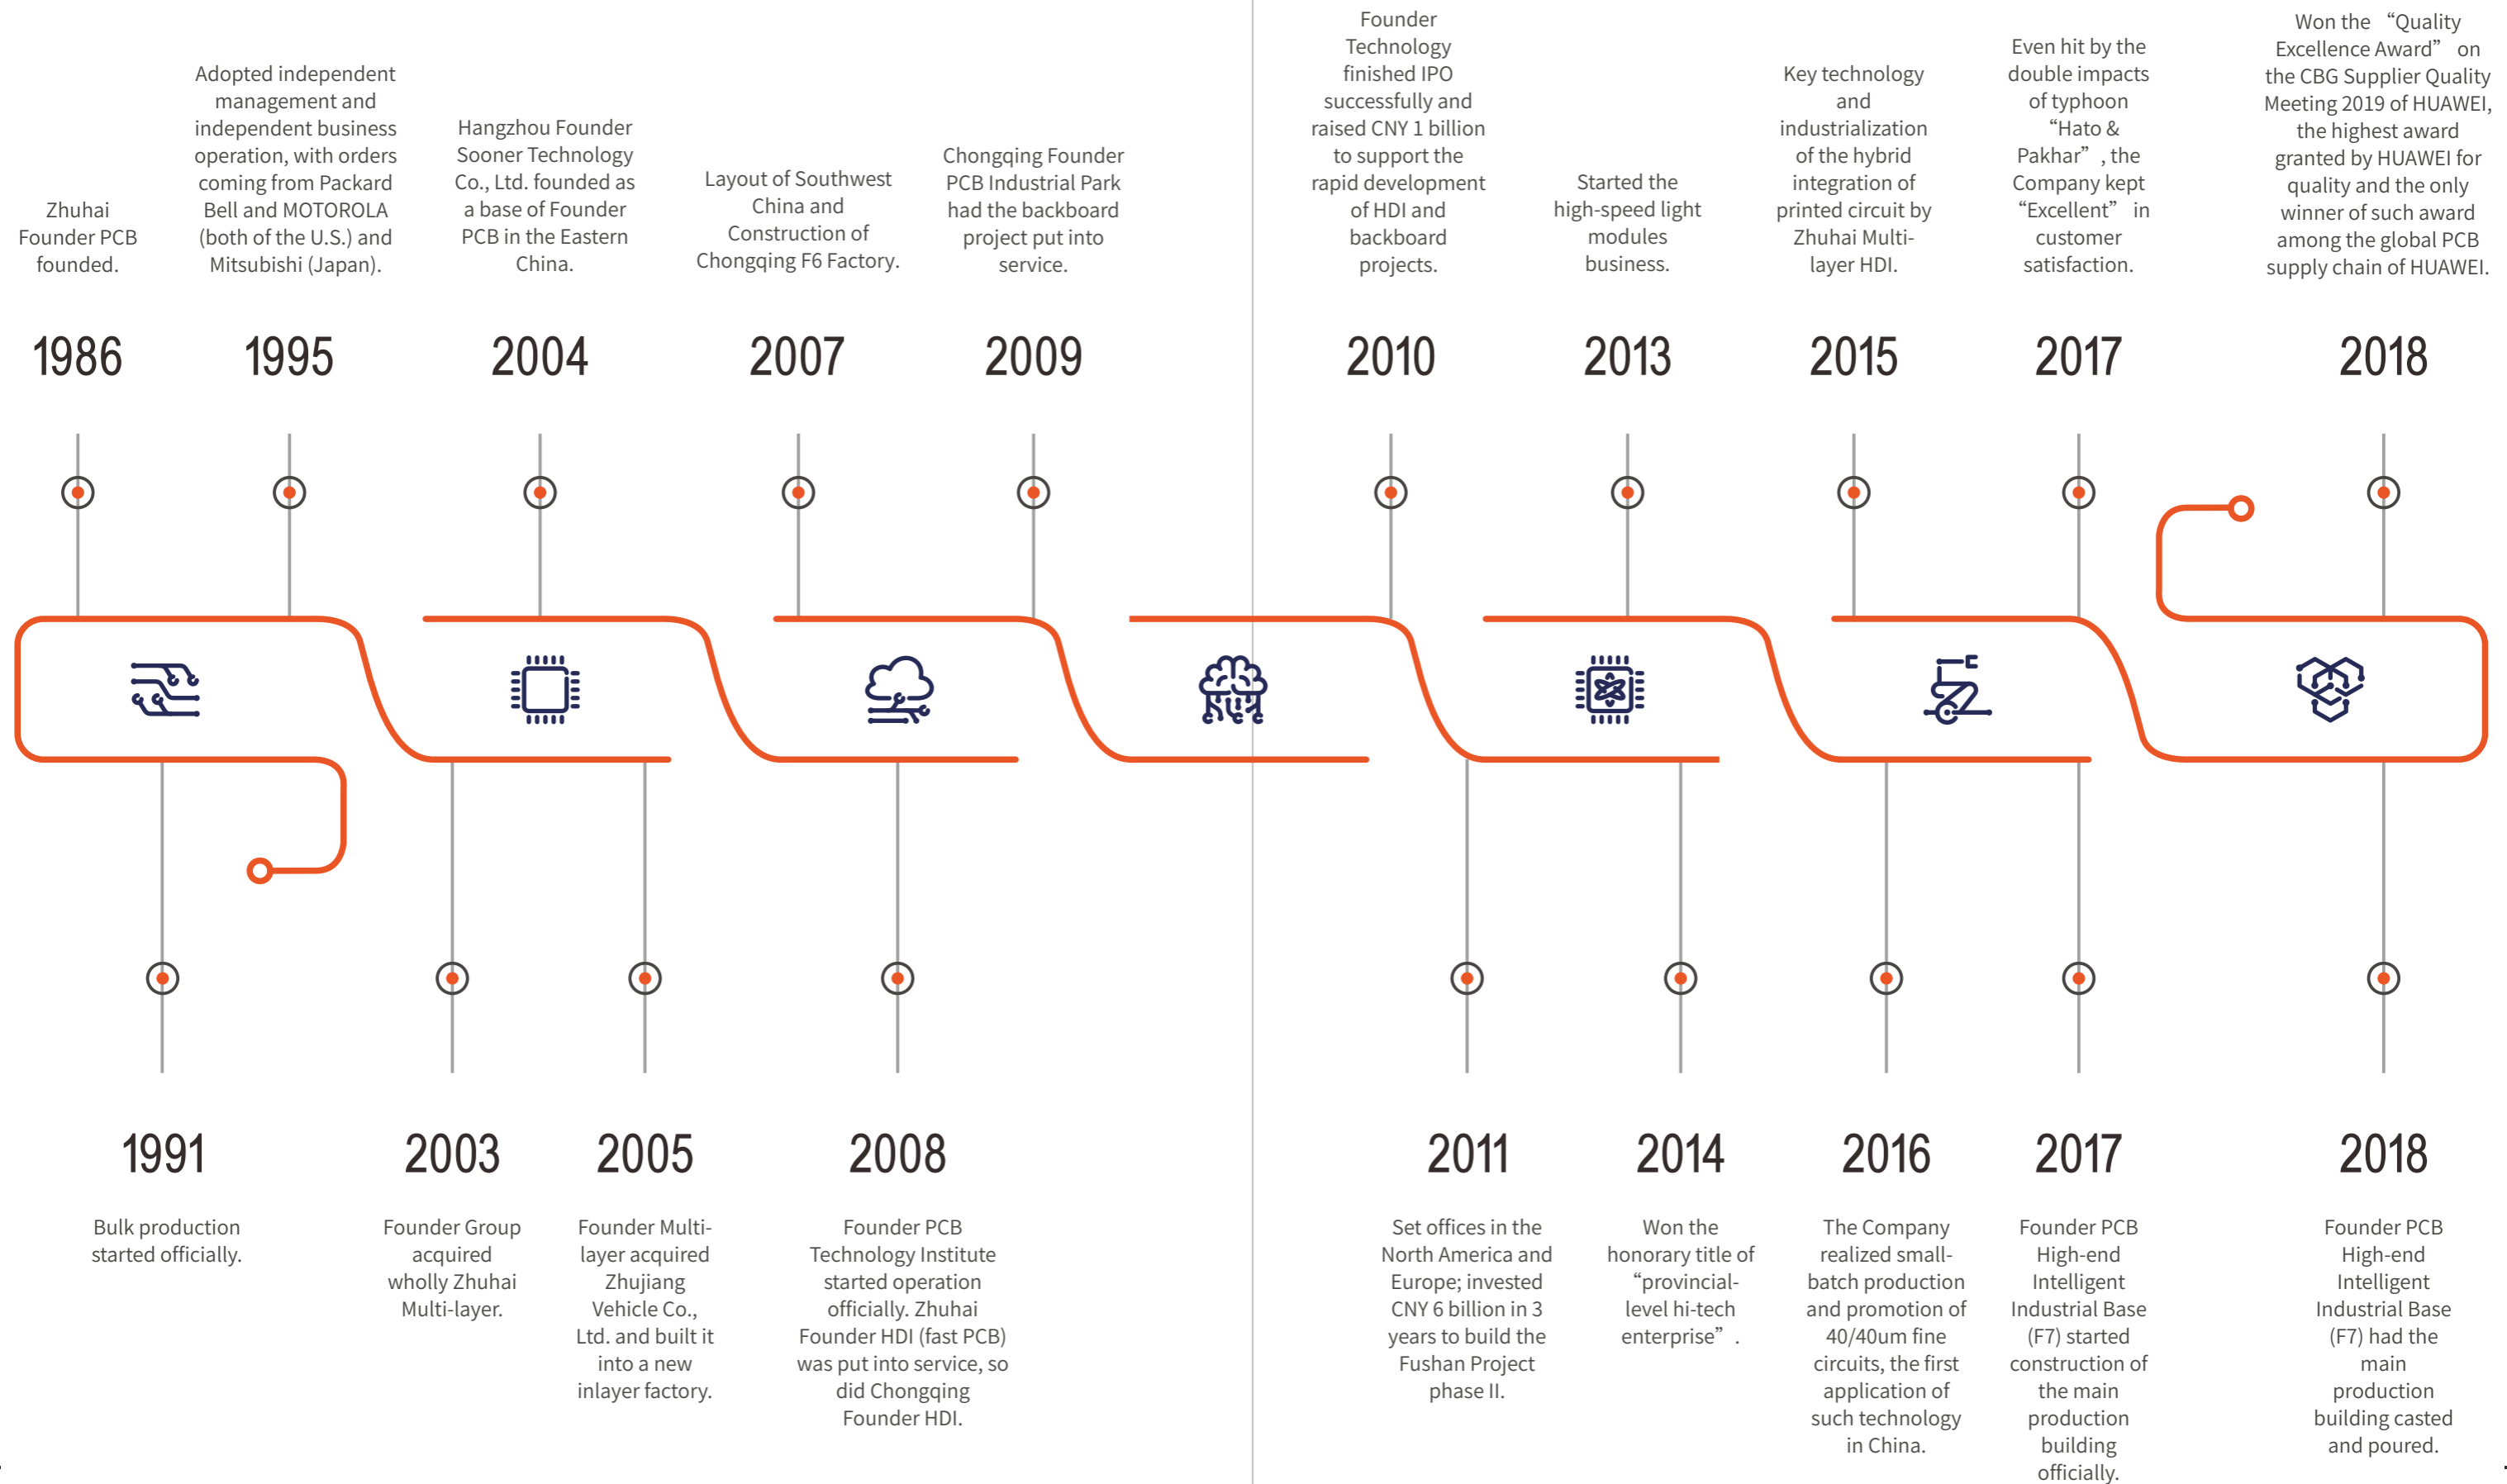 Zhuhai
Founder PCB
founded.
1986
Adopted independent
management and
independent business
operation, with orders
coming from Packard
Bell and MOTOROLA
(both of the U.S.) and
Mitsubishi (Japan).
1995
Hangzhou Founder
Sooner Technology
Co., Ltd. founded as
a base of Founder
PCB in the Eastern
China.
2004
Layout of Southwest
China and
Construction of
Chongqing F6 Factory.
2007
Chongqing Founder
PCB Industrial Park
had the backboard
project put into
service.
2009
Founder
Technology
finished IPO
successfully and
raised CNY 1 billion
to support the
rapid development
of HDI and
backboard
projects.
2010
Started the
high-speed light
modules
business.
2013
Key technology
and
industrialization
of the hybrid
integration of
printed circuit by
Zhuhai Multi-
layer HDI.
2015
Even hit by the
double impacts
of typhoon
“Hato &
Pakhar”, the
Company kept
“Excellent” in
customer
satisfaction.
2017
Won the “Quality
Excellence Award” on
the CBG Supplier Quality
Meeting 2019 of HUAWEI,
the highest award
granted by HUAWEI for
quality and the only
winner of such award
among the global PCB
supply chain of HUAWEI.
2018
1991
Bulk production
started officially.
2003
Founder Group
acquired
wholly Zhuhai
Multi-layer.
2005
Founder Multi-
layer acquired
Zhujiang
Vehicle Co.,
Ltd. and built it
into a new
inlayer factory.
2008
Founder PCB
Technology Institute
started operation
officially. Zhuhai
Founder HDI (fast PCB)
was put into service, so
did Chongqing
Founder HDI.
2011
Set offices in the
North America and
Europe; invested
CNY 6 billion in 3
years to build the
Fushan Project
phase II.
2014
Won the
honorary title of
“provincial-
level hi-tech
enterprise”.
2016
The Company
realized small-
batch production
and promotion of
40/40um fine
circuits, the first
application of
such technology
in China.
2017
Founder PCB
High-end
Intelligent
Industrial Base
(F7) started
construction of
the main
production
building
officially.
2018
Founder PCB
High-end
Intelligent
Industrial Base
(F7) had the
main
production
building casted
and poured.